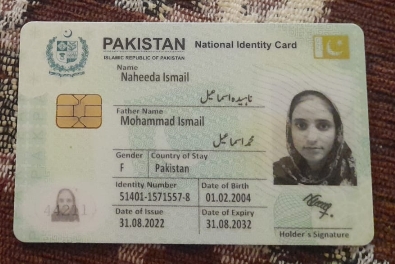 PAKISTAN National Identity Card
ISLAMIC REPUBLIC OF PAKISTAN
Name
Naheeda Ismail
ناہیدہ اسماعیل
Father Name
Mohammad Ismail
محمد اسماعیل
Gender Country of Stay
F Pakistan
Identity Number Date of Birth
51401-1571557-8 01.02.2004
Date of Issue Date of Expiry
31.08.2022 31.08.2032
Holder's Signature